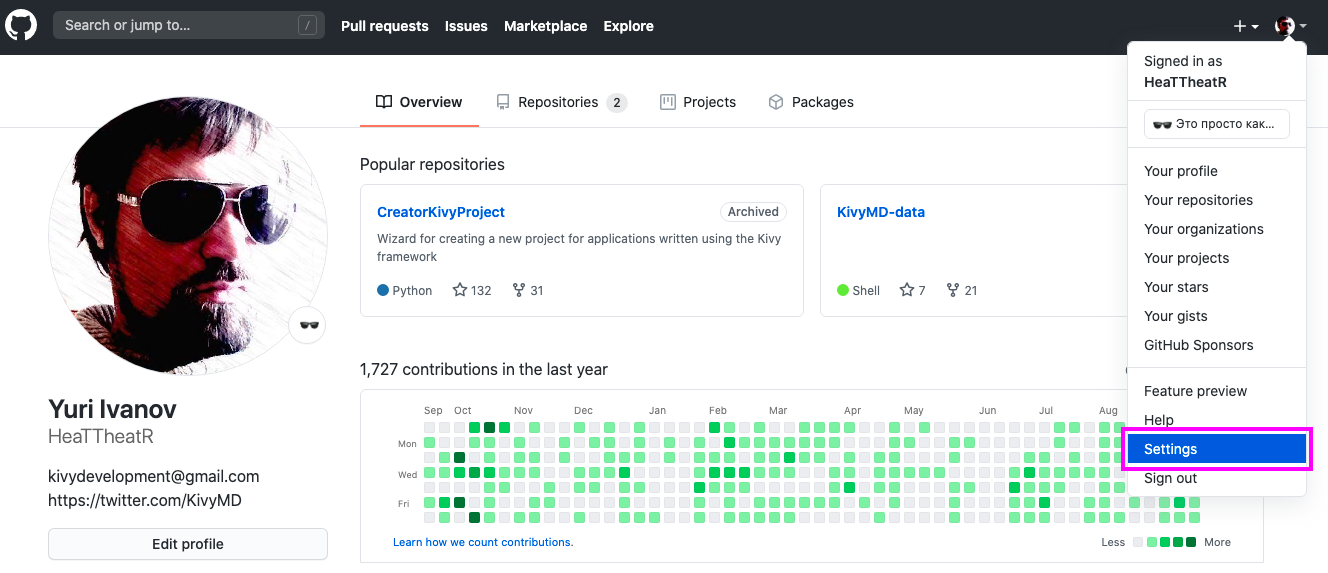 Search or jump to...
/
Pull requests
Issues
Marketplace
Explore
Signed in as
HeaTTheatR
Это просто как...
Your profile
Your repositories
Your organizations
Your projects
Your stars
Your gists
GitHub Sponsors
Feature preview
Help
Settings
Sign out
Overview
Repositories 2
Projects
Packages
Popular repositories
CreatorKivyProject
Archived
Wizard for creating a new project for applications written using the Kivy
framework
Python 132 31
KivyMD-data
Shell 7 21
1,727 contributions in the last year
Sep Oct Nov Dec Jan Feb Mar Apr May Jun Jul Aug
Mon
Wed
Fri
Learn how we count contributions.
Less
More
Yuri Ivanov
HeaTTheatR
kivydevelopment@gmail.com
https://twitter.com/KivyMD
Edit profile